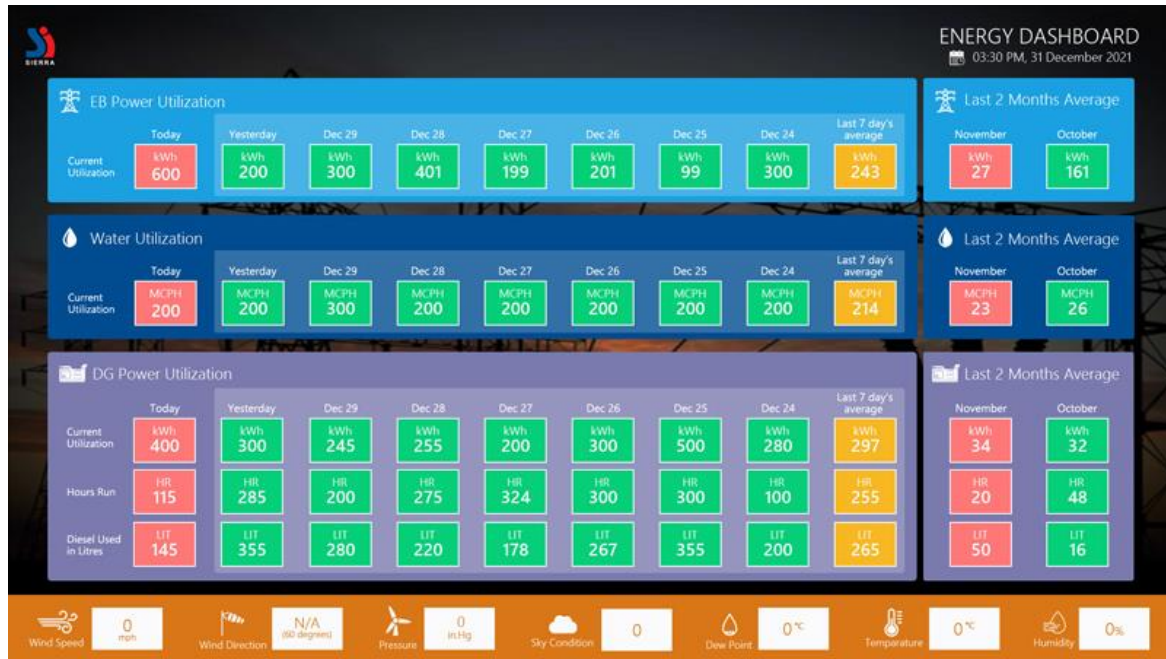 SIERRA
ENERGY DASHBOARD
03:30 PM, 31 December 2021
EB Power Utilization
Today Yesterday Dec 29 Dec 28 Dec 27 Dec 26 Dec 25 Dec 24 Last 7 day's average
Current Utilization
kWh kWh kWh kWh kWh kWh kWh kWh kWh
600 200 300 401 199 201 99 300 243
Last 2 Months Average
November October
kWh kWh
27 161
Water Utilization
Today Yesterday Dec 29 Dec 28 Dec 27 Dec 26 Dec 25 Dec 24 Last 7 day's average
Current Utilization
MCPH MCPH MCPH MCPH MCPH MCPH MCPH MCPH MCPH
200 200 300 200 200 200 200 200 214
Last 2 Months Average
November October
MCPH MCPH
23 26
DG Power Utilization
Today Yesterday Dec 29 Dec 28 Dec 27 Dec 26 Dec 25 Dec 24 Last 7 day's average
Current Utilization
kWh kWh kWh kWh kWh kWh kWh kWh kWh
400 300 245 255 200 300 500 280 297
Hours Run
HR HR HR HR HR HR HR HR HR
115 285 200 275 324 300 300 100 255
Diesel Used in Litres
LIT LIT LIT LIT LIT LIT LIT LIT LIT
145 355 280 220 178 267 355 200 265
Last 2 Months Average
November October
kWh kWh
34 32
HR HR
20 48
LIT LIT
50 16
Wind Speed
0
mph
Wind Direction
N/A
(60 degrees)
Pressure
0
in.Hg
Sky Condition
0
Dew Point
0 °C
Temparature
0 °C
Humidity
0%